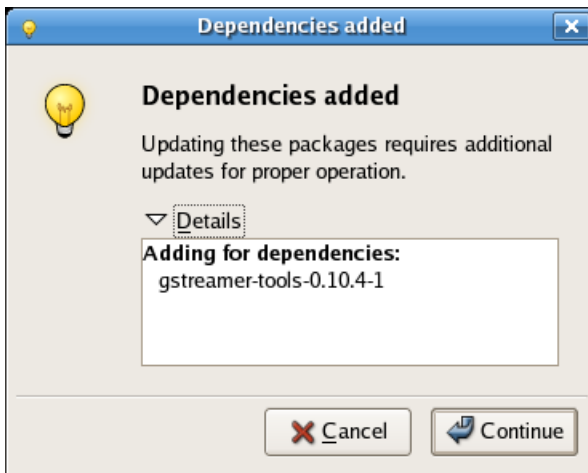 Dependencies added
Dependencies added
Updating these packages requires additional
updates for proper operation.
Details
Adding for dependencies:
gstreamer-tools-0.10.4-1
Cancel
Continue